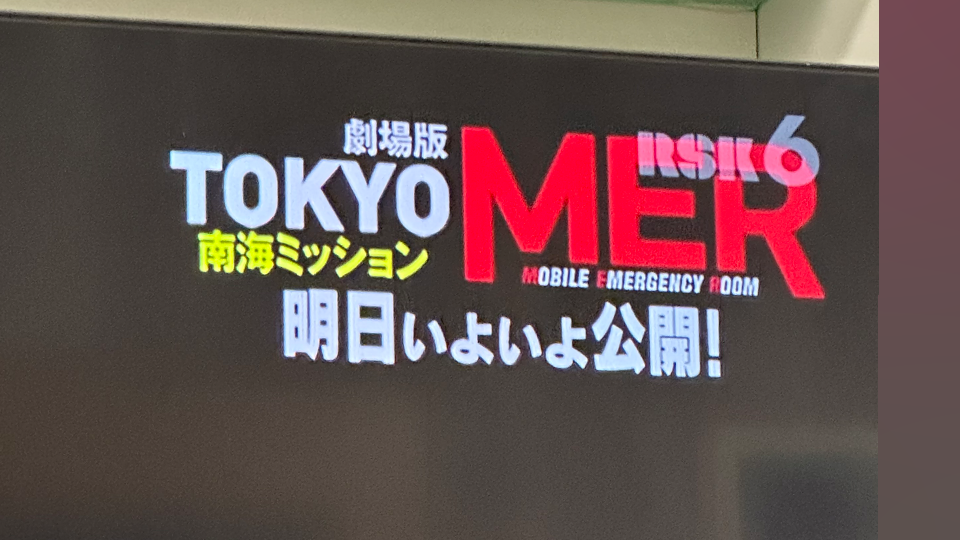 劇場版
TOKYO MER
RSK6
南海ミッション
MOBILE EMERGENCY ROOM
明日いよいよ公開!